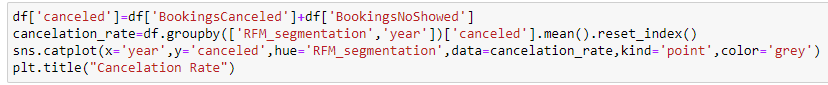 df['canceled']=df['BookingsCanceled']+df['BookingsNoShowed']
cancelation_rate=df.groupby(['RFM_segmentation','year'])['canceled'].mean().reset_index()
sns.catplot(x='year',y='canceled',hue='RFM_segmentation',data=cancelation_rate,kind='point',color='grey')
plt.title("Cancelation Rate")